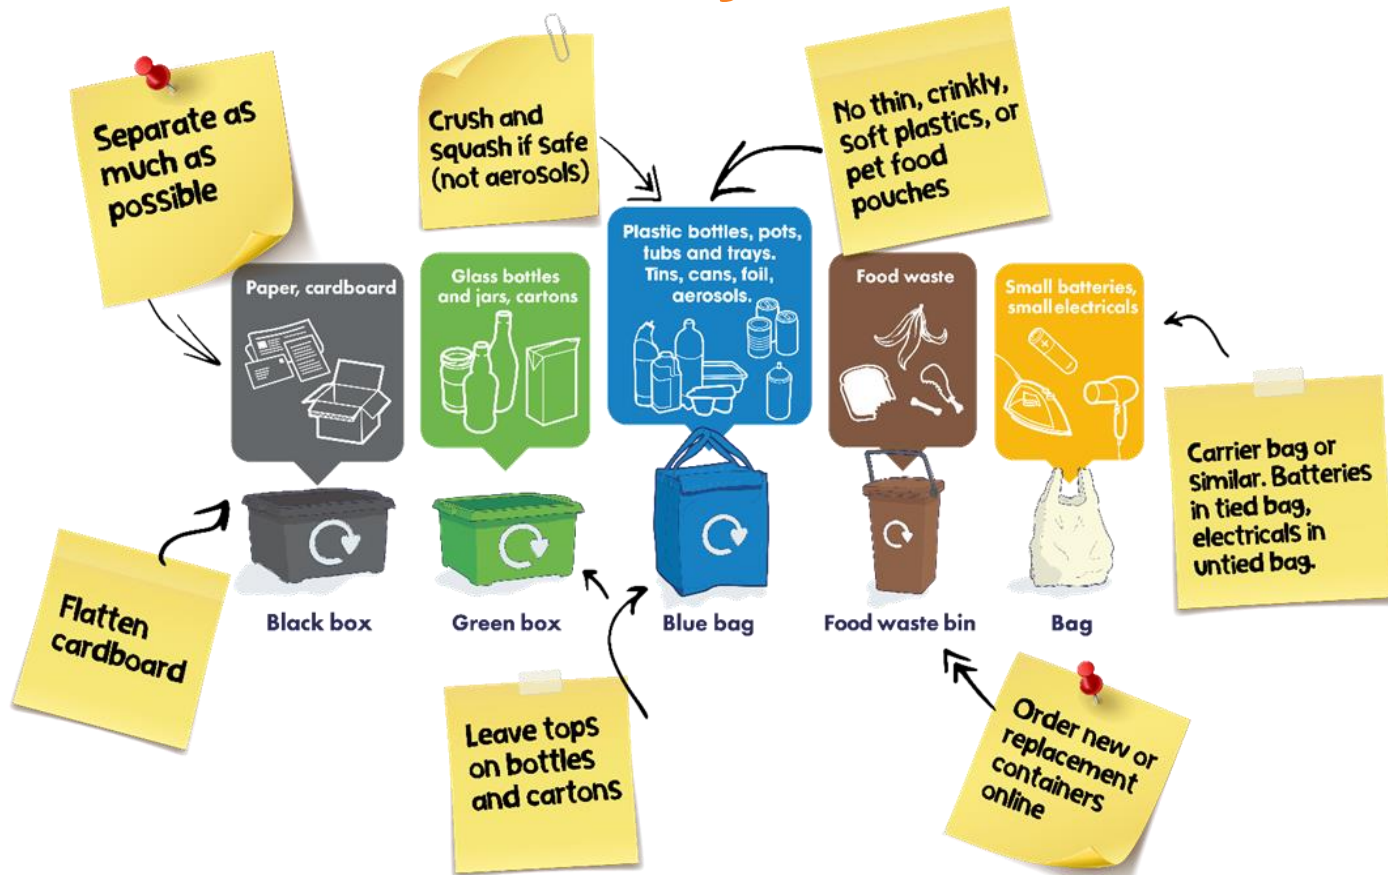 Separate as
much as
possible
Crush and
squash if safe
(not aerosols)
No thin, crinkly,
soft plastics, or
pet food
pouches
Paper, cardboard
Glass bottles
and jars, cartons
Plastic bottles, pots,
tubs and trays.
Tins, cans, foil,
aerosols.
Food waste
Small batteries,
small electricals
Carrier bag or
similar. Batteries
in tied bag,
electricals in
untied bag.
Flatten
cardboard
Black box
Green box
Blue bag
Food waste bin
Bag
Leave tops
on bottles
and cartons
Order new or
replacement
containers
online